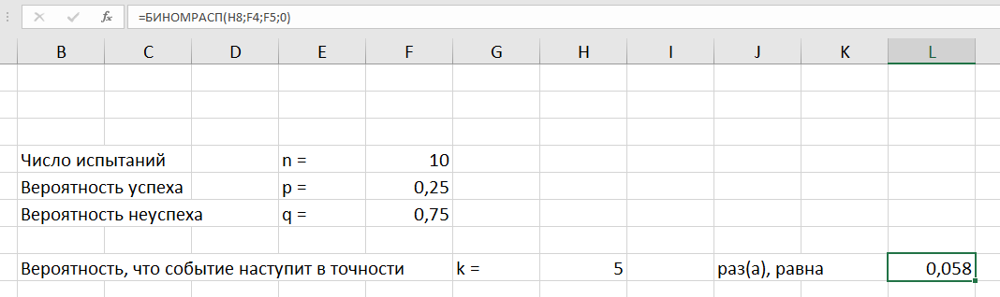 fx =БИНОМРАСП(H8;F4;F5;0)
B C D E F G H I J K L
Число испытаний n = 10
Вероятность успеха p = 0,25
Вероятность неуспеха q = 0,75
Вероятность, что событие наступит в точности k = 5 раз(а), равна 0,058